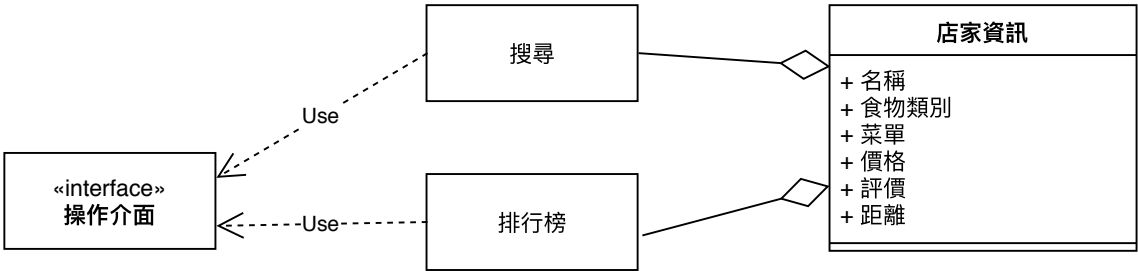 «interface»
操作介面
Use
Use
搜尋
排行榜
店家資訊
+ 名稱
+ 食物類別
+ 菜單
+ 價格
+ 評價
+ 距離